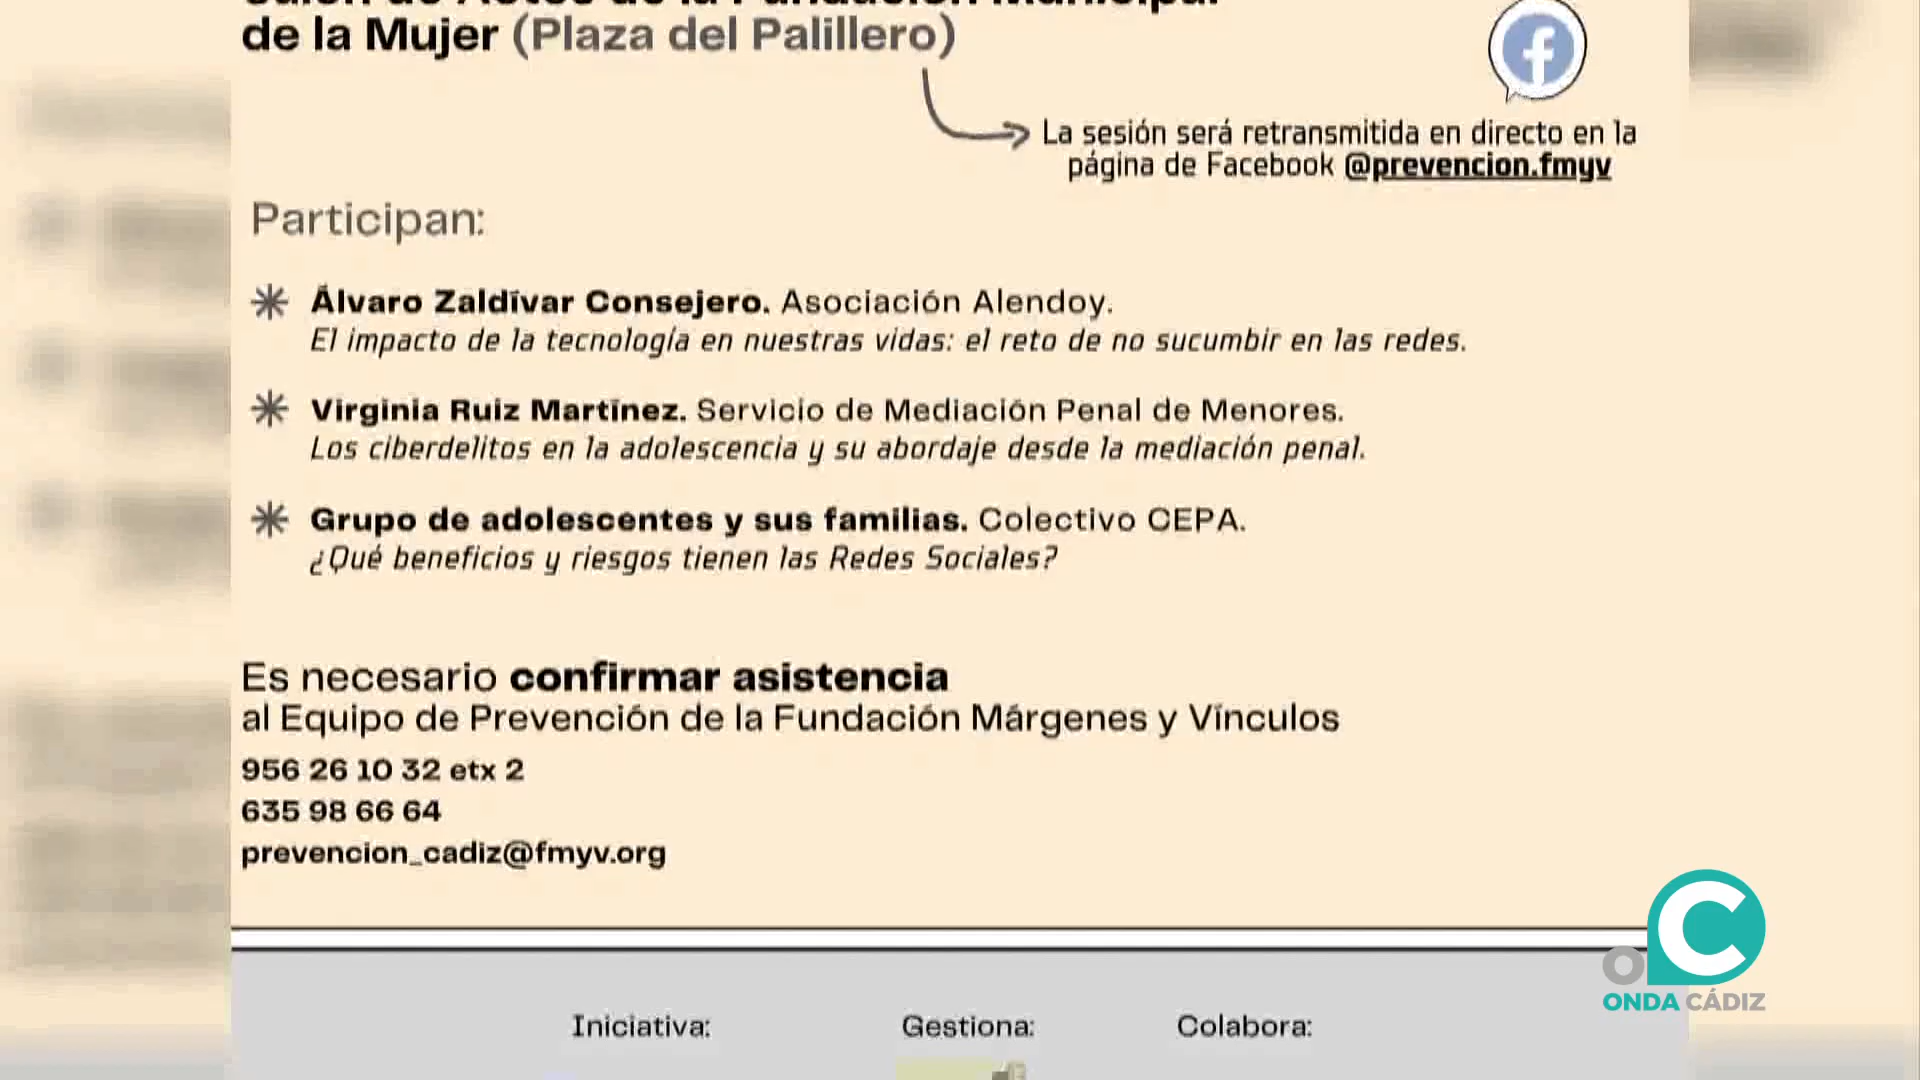 de la Mujer (Plaza del Palillero)
La sesión será retransmitida en directo en la
página de Facebook @prevencion.fmyv
Participan:
Álvaro Zaldívar Consejero. Asociación Alendoy.
El impacto de la tecnología en nuestras vidas: el reto de no sucumbir en las redes.
Virginia Ruiz Martínez. Servicio de Mediación Penal de Menores.
Los ciberdelitos en la adolescencia y su abordaje desde la mediación penal.
Grupo de adolescentes y sus familias. Colectivo CEPA.
¿Qué beneficios y riesgos tienen las Redes Sociales?
Es necesario confirmar asistencia
al Equipo de Prevención de la Fundación Márgenes y Vínculos
956 26 10 32 etx 2
635 98 66 64
prevencion_cadiz@fmyv.org
ONDA CÁDIZ
Iniciativa: Gestiona: Colabora: